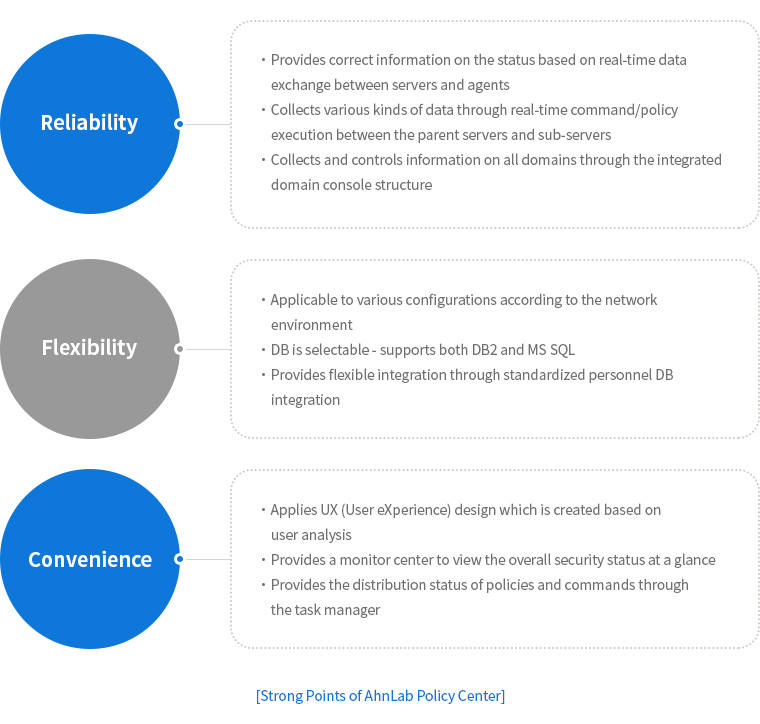 Reliability
・Provides correct information on the status based on real-time data
exchange between servers and agents
・Collects various kinds of data through real-time command/policy
execution between the parent servers and sub-servers
・Collects and controls information on all domains through the integrated
domain console structure
Flexibility
・Applicable to various configurations according to the network
environment
・DB is selectable - supports both DB2 and MS SQL
・Provides flexible integration through standardized personnel DB
integration
Convenience
・Applies UX (User eXperience) design which is created based on
user analysis
・Provides a monitor center to view the overall security status at a glance
・Provides the distribution status of policies and commands through
the task manager
[Strong Points of AhnLab Policy Center]